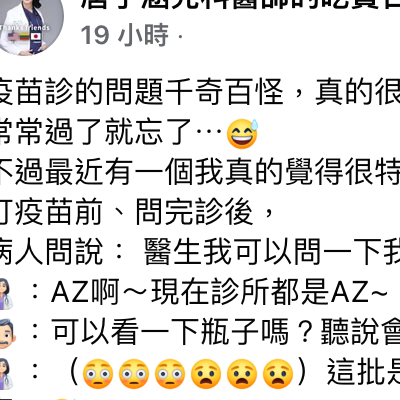 Thanks friends
19 小時·
疫苗診的問題千奇百怪，真的很
常常過了就忘了…😅
不過最近有一個我真的覺得很特
打疫苗前、問完診後，
病人問說： 醫生我可以問一下我
：AZ啊～現在診所都是AZ~
：可以看一下瓶子嗎？聽說會
：（😳😳😳😧😧😧）這批是